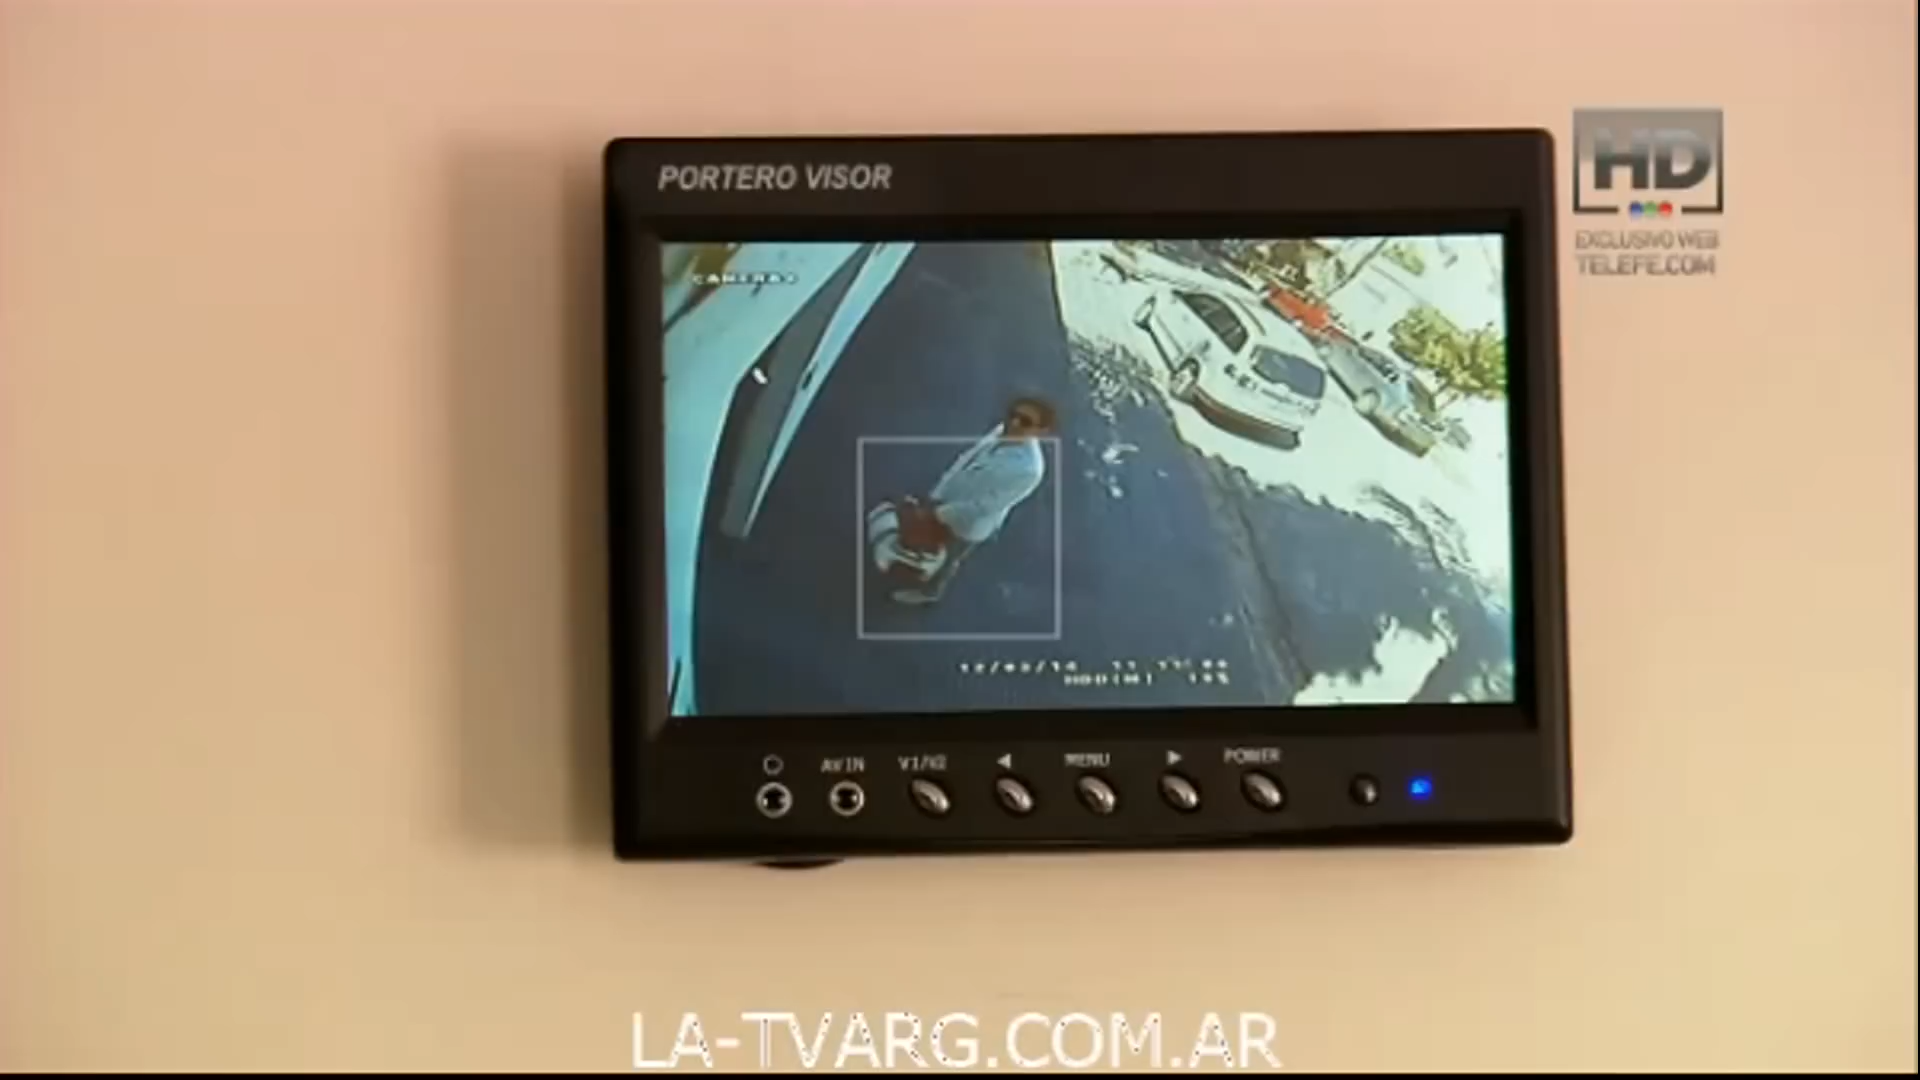 PORTERO VISOR
HD
EXCLUSIVO WEB
TELEFE.COM
AV IN
V1/V2
MENU
POWER
LA-TVARG.COM.AR